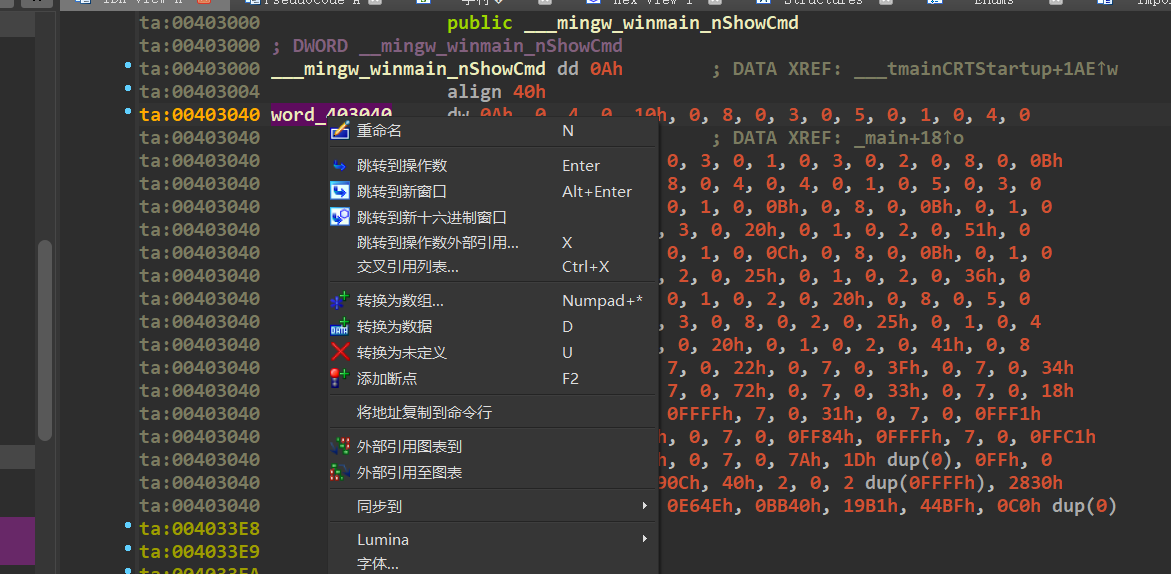 IDA View-A Pseudocode-A 字符串 Hex View-1 Structures Enums
ta:00403000 public ___mingw_winmain_nShowCmd
ta:00403000 ; DWORD __mingw_winmain_nShowCmd
ta:00403000 ___mingw_winmain_nShowCmd dd 0Ah ; DATA XREF: ___tmainCRTStartup+1AE↑w
ta:00403004 align 40h
ta:00403040 word_403040 dw 0Ah, 0, 4, 0, 10h, 0, 8, 0, 3, 0, 5, 0, 1, 0, 4, 0
重命名 N
ta:00403040 ; DATA XREF: _main+18↑o
ta:00403040 0, 3, 0, 1, 0, 3, 0, 2, 0, 8, 0, 0Bh
跳转到操作数 Enter
ta:00403040 8, 0, 4, 0, 4, 0, 1, 0, 5, 0, 3, 0
跳转到新窗口 Alt+Enter
ta:00403040 0, 1, 0, 0Bh, 0, 8, 0, 0Bh, 0, 1, 0
跳转到新十六进制窗口
ta:00403040 , 3, 0, 20h, 0, 1, 0, 2, 0, 51h, 0
跳转到操作数外部引用... X
ta:00403040 0, 1, 0, 0Ch, 0, 8, 0, 0Bh, 0, 1, 0
交叉引用列表... Ctrl+X
ta:00403040 , 2, 0, 25h, 0, 1, 0, 2, 0, 36h, 0
转换为数组... Numpad+*
ta:00403040 0, 1, 0, 2, 0, 20h, 0, 8, 0, 5, 0
转换为数据 D
ta:00403040 , 3, 0, 8, 0, 2, 0, 25h, 0, 1, 0, 4
ta:00403040 , 0, 20h, 0, 1, 0, 2, 0, 41h, 0, 8
转换为未定义 U
ta:00403040 7, 0, 22h, 0, 7, 0, 3Fh, 0, 7, 0, 34h
添加断点 F2
ta:00403040 7, 0, 72h, 0, 7, 0, 33h, 0, 7, 0, 18h
将地址复制到命令行
ta:00403040 0FFFFh, 7, 0, 31h, 0, 7, 0, 0FFF1h
ta:00403040 h, 0, 7, 0, 0FF84h, 0FFFFh, 7, 0, 0FFC1h
外部引用图表到
ta:00403040 h, 0, 7, 0, 7Ah, 1Dh dup(0), 0FFh, 0
外部引用至图表
ta:00403040 90Ch, 40h, 2, 0, 2 dup(0FFFFh), 2830h
ta:00403040 0E64Eh, 0BB40h, 19B1h, 44BFh, 0C0h dup(0)
同步到
ta:004033E8
Lumina
ta:004033E9
字体...
ta:004033EA